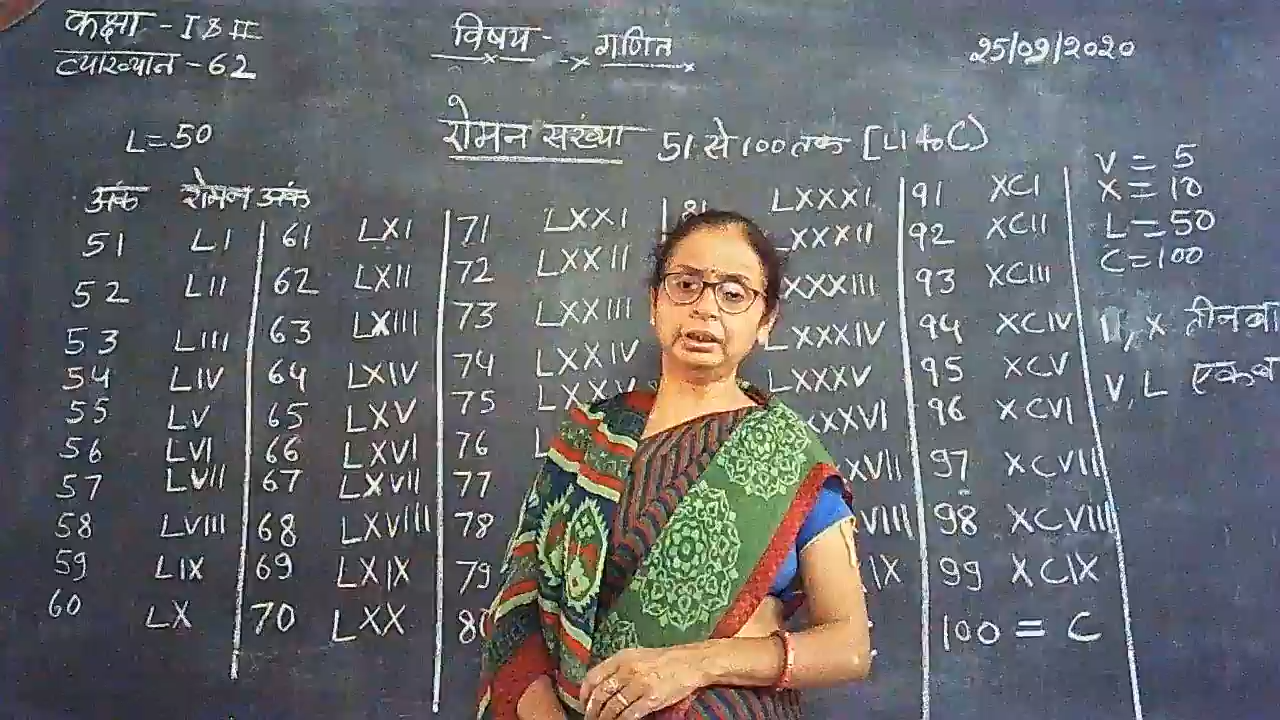 कक्षा - I & II
व्याख्यान - 62
विषय - गणित
25/09/2020
L = 50
रोमन संख्या 51 से 100 तक [LI to C)
अंक रोमन अंक
51 LI
52 LII
53 LIII
54 LIV
55 LV
56 LVI
57 LVII
58 LVIII
59 LIX
60 LX
61 LXI
62 LXII
63 LXIII
64 LXIV
65 LXV
66 LXVI
67 LXVII
68 LXVIII
69 LXIX
70 LXX
71 LXXI
72 LXXII
73 LXXIII
74 LXXIV
75 LXXV
76 L
77
78
79
80
81 LXXXI
XXXII
XXXIII
LXXXIV
LXXXV
XXVI
XVII
VIII
IX
91 XCI
92 XCII
93 XCIII
94 XCIV
95 XCV
96 XCVI
97 XCVII
98 XCVIII
99 XCIX
100 = C
V = 5
X = 10
L = 50
C = 100
X तीन
V, L एक